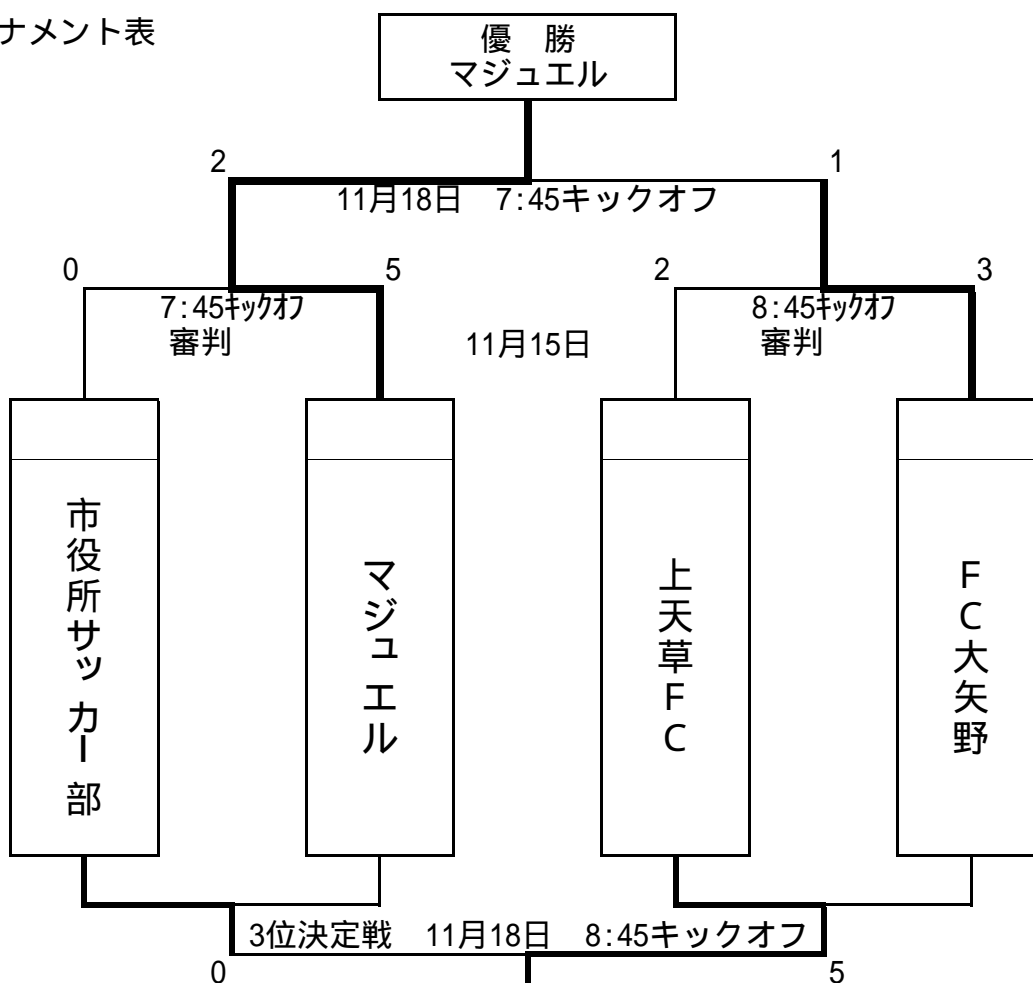 ナメント表
優　勝
マジュエル
2
1
11月18日　7:45キックオフ
0
5
2
3
7:45ｷｯｸｵﾌ
審判
11月15日
8:45ｷｯｸｵﾌ
審判
市役所サッカー部
マジュエル
上天草FC
FC大矢野
3位決定戦　11月18日　8:45キックオフ
0
5